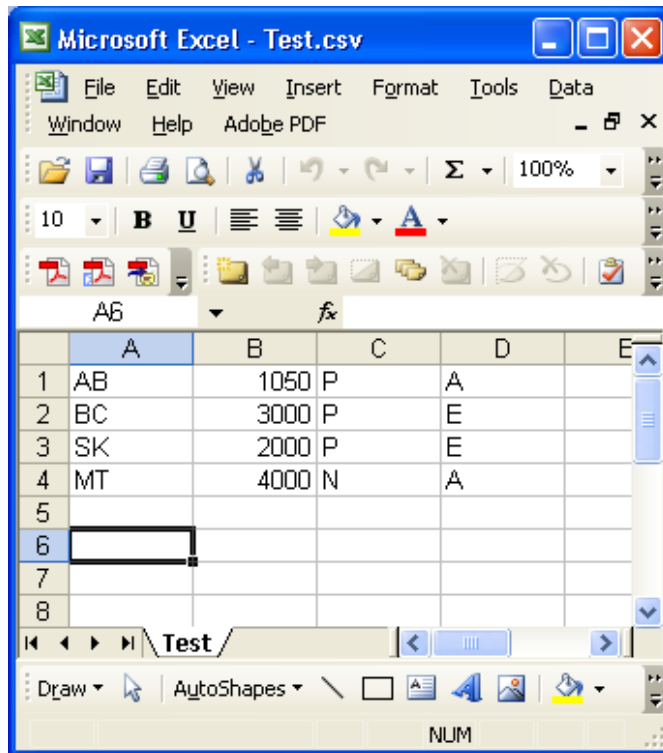 Microsoft Excel - Test.csv
File Edit View Insert Format Tools Data
Window Help Adobe PDF
Σ 100%
10 B U A
A6 fx
A B C D E
1 AB 1050 P A
2 BC 3000 P E
3 SK 2000 P E
4 MT 4000 N A
5
6
7
8
Test
Draw AutoShapes
NUM